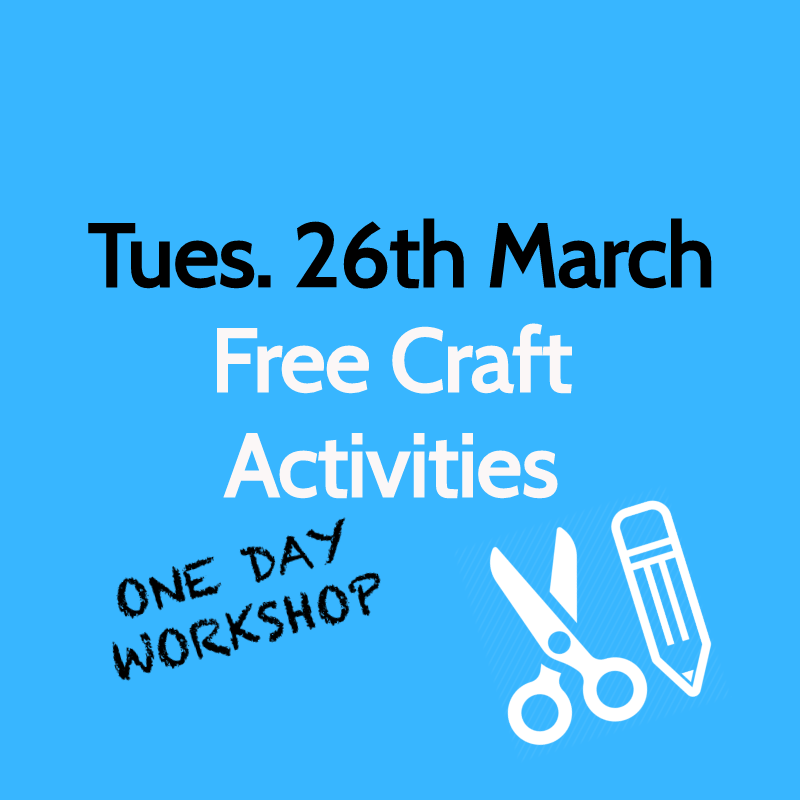 Tues. 26th March
Free Craft
Activities
ONE DAY
WORKSHOP